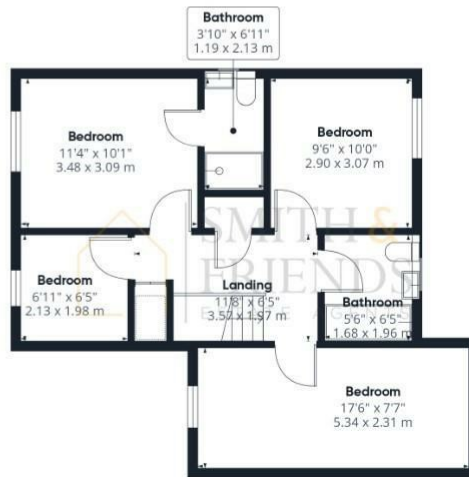 Bathroom
3'10" x 6'11"
1.19 x 2.13 m
Bedroom
11'4" x 10'1"
3.48 x 3.09 m
Bedroom
9'6" x 10'0"
2.90 x 3.07 m
SMITH &
FRIENDS
ESTATE AGENTS
Bedroom
6'11" x 6'5"
2.13 x 1.98 m
Landing
11'8" x 6'5"
3.57 x 1.97 m
Bathroom
5'6" x 6'5"
1.68 x 1.96 m
Bedroom
17'6" x 7'7"
5.34 x 2.31 m